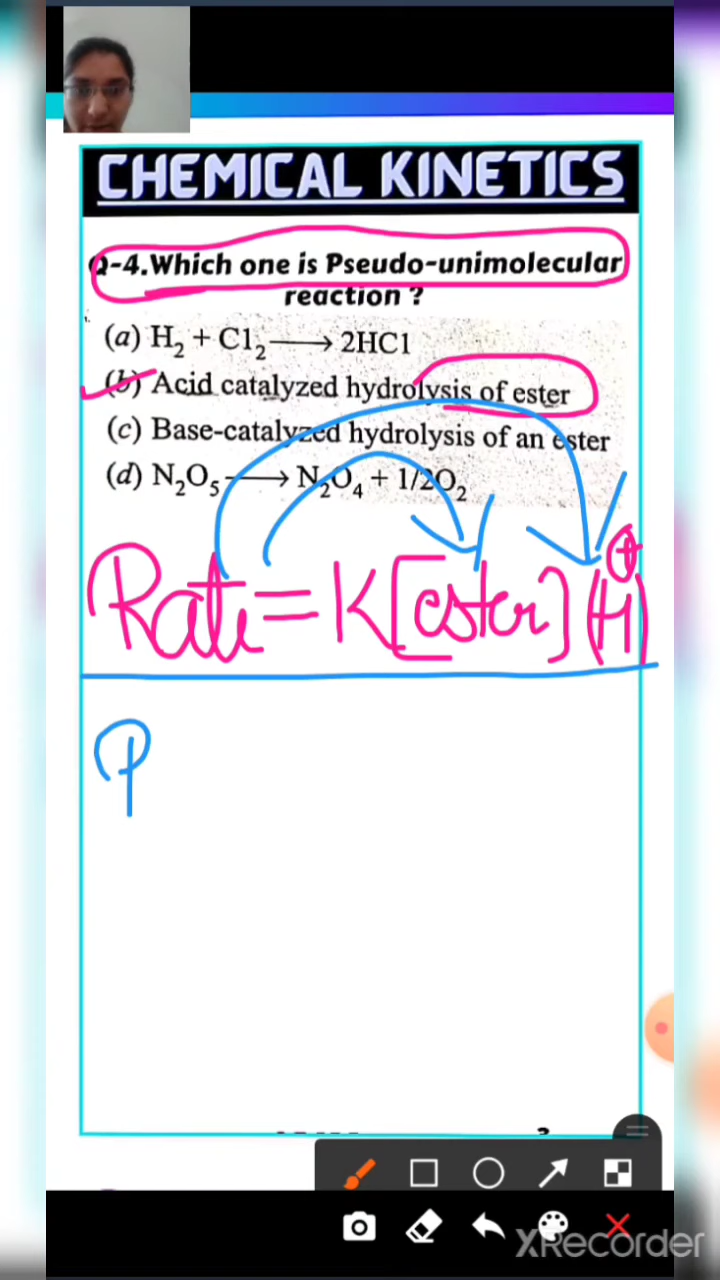 CHEMICAL KINETICS
Q-4.Which one is Pseudo-unimolecular
reaction ?
(a) H₂ + Cl₂ ⟶ 2HCl
(b) Acid catalyzed hydrolysis of ester
(c) Base-catalyzed hydrolysis of an ester
(d) N₂O₅ ⟶ N₂O₄ + 1/2O₂
Rate = K[ester] (H⁺)
P
XRecorder